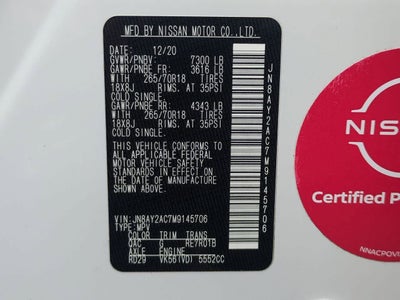 MFD BY NISSAN MOTOR CO.,LTD.
DATE: 12/20
GVWR/PNBV: 7300 LB
GAWR/PNBE FR: 3616 LB
WITH 265/70R18 TIRES,
18X8J RIMS. AT 35PSI
COLD SINGLE.
GAWR/PNBE RR: 4343 LB
WITH 265/70R18 TIRES,
18X8J RIMS. AT 35PSI
COLD SINGLE.
THIS VEHICLE CONFORMS TO
ALL APPLICABLE FEDERAL
MOTOR VEHICLE SAFETY
STANDARDS IN EFFECT ON
THE DATE OF MANUFACTURE
SHOWN ABOVE.
VIN:JN8AY2AC7M9145706
TYPE:MPV
COLOR TRIM TRANS
QAC G RE7R01B
AXLE ENGINE
RD29 VK56(VD) 5552CC
JN8AY2AC7M9145706
NIS
Certified P
NNACPOV